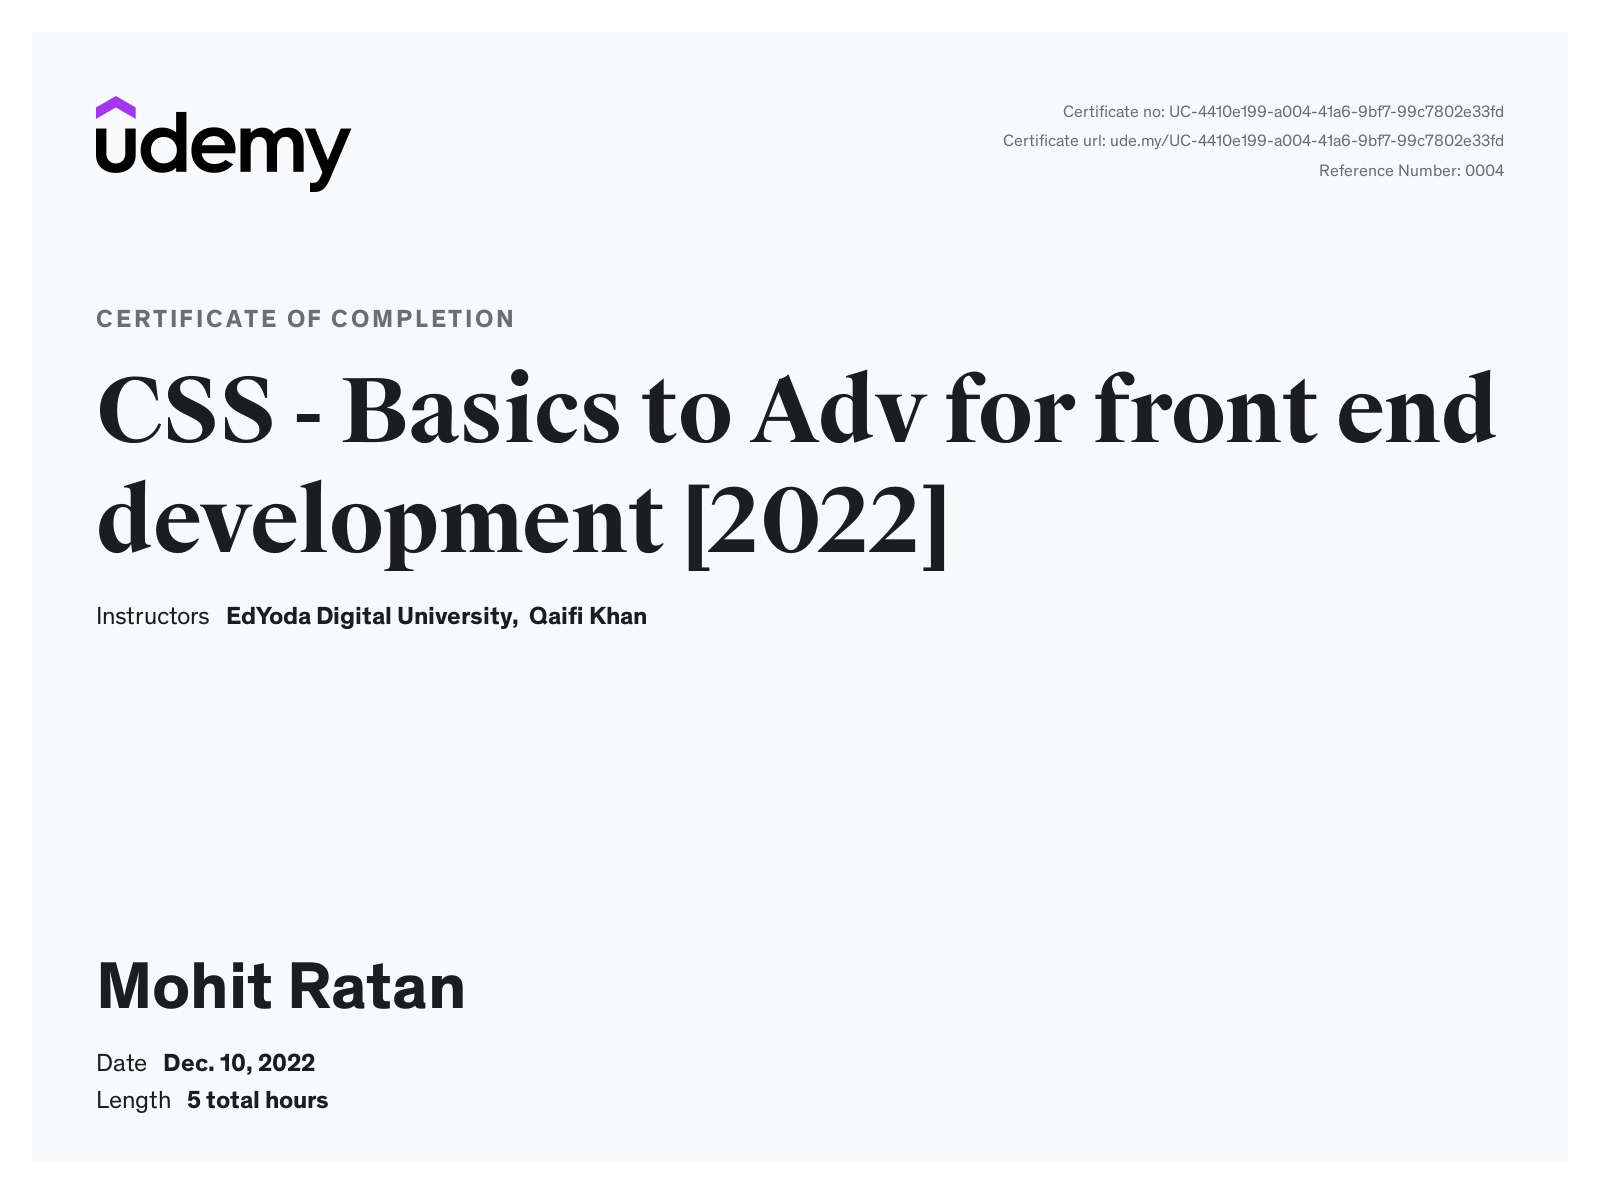 udemy
Certificate no: UC-4410e199-a004-41a6-9bf7-99c7802e33fd
Certificate url: ude.my/UC-4410e199-a004-41a6-9bf7-99c7802e33fd
Reference Number: 0004
CERTIFICATE OF COMPLETION
CSS - Basics to Adv for front end
development [2022]
Instructors EdYoda Digital University, Qaifi Khan
Mohit Ratan
Date Dec. 10, 2022
Length 5 total hours